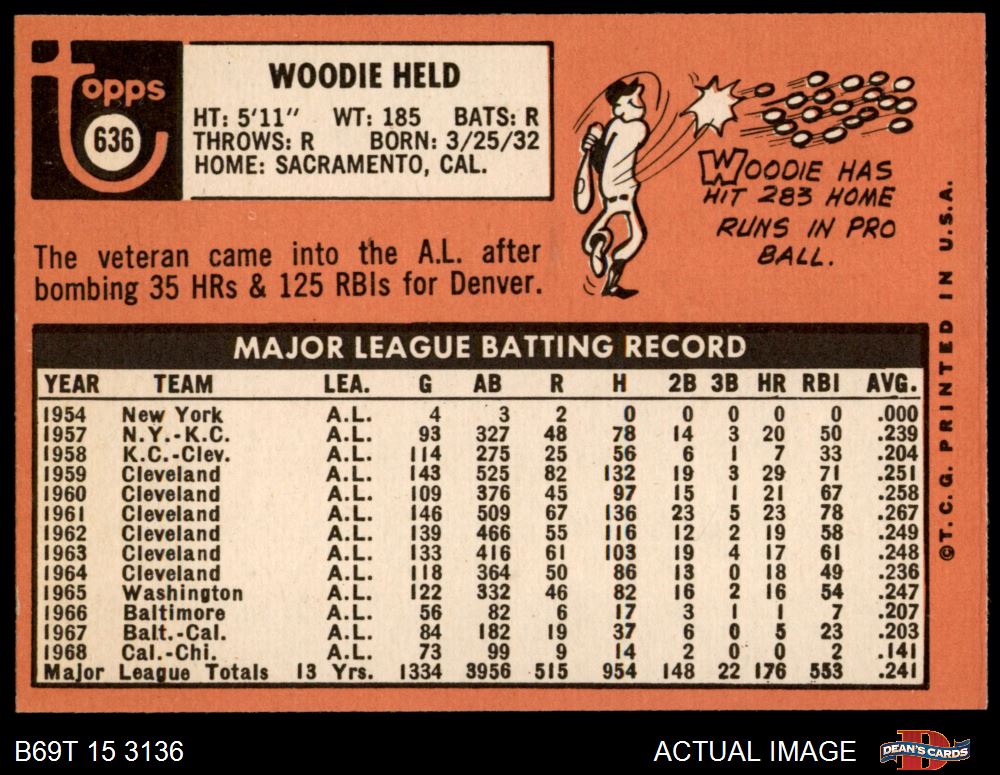 topps
636
WOODIE HELD
HT: 5'11" WT: 185 BATS: R
THROWS: R BORN: 3/25/32
HOME: SACRAMENTO, CAL.
WOODIE HAS
HIT 283 HOME
RUNS IN PRO
BALL.
The veteran came into the A.L. after
bombing 35 HRs & 125 RBIs for Denver.
MAJOR LEAGUE BATTING RECORD
YEAR TEAM LEA. G AB R H 2B 3B HR RBI AVG.
1954 New York A.L. 4 3 2 0 0 0 0 0 .000
1957 N.Y.-K.C. A.L. 93 327 48 78 14 3 20 50 .239
1958 K.C.-Clev. A.L. 114 275 25 56 6 1 7 33 .204
1959 Cleveland A.L. 143 525 82 132 19 3 29 71 .251
1960 Cleveland A.L. 109 376 45 97 15 1 21 67 .258
1961 Cleveland A.L. 146 509 67 136 23 5 23 78 .267
1962 Cleveland A.L. 139 466 55 116 12 2 19 58 .249
1963 Cleveland A.L. 133 416 61 103 19 4 17 61 .248
1964 Cleveland A.L. 118 364 50 86 13 0 18 49 .236
1965 Washington A.L. 122 332 46 82 16 2 16 54 .247
1966 Baltimore A.L. 56 82 6 17 3 1 1 7 .207
1967 Balt.-Cal. A.L. 84 182 19 37 6 0 5 23 .203
1968 Cal.-Chi. A.L. 73 99 9 14 2 0 0 2 .141
Major League Totals 13 Yrs. 1334 3956 515 954 148 22 176 553 .241
©T. C. G. PRINTED IN U.S.A.
B69T 15 3136
ACTUAL IMAGE
DEAN'S CARDS